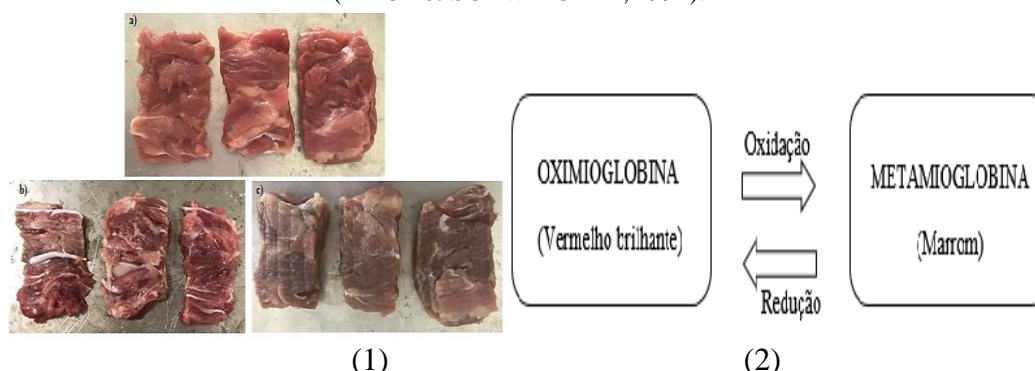 a)
b)
c)
OXIMIOGLOBINA
(Vermelho brilhante)
Oxidação
Redução
METAMIOGLOBINA
(Marrom)
(1)
(2)